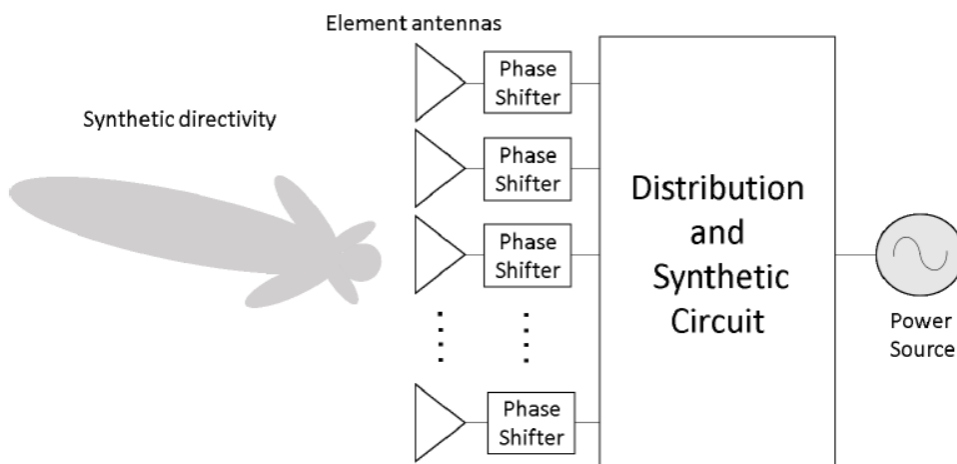 Element antennas
Synthetic directivity
Phase
Shifter
Phase
Shifter
Phase
Shifter
Phase
Shifter
Distribution
and
Synthetic
Circuit
Power
Source